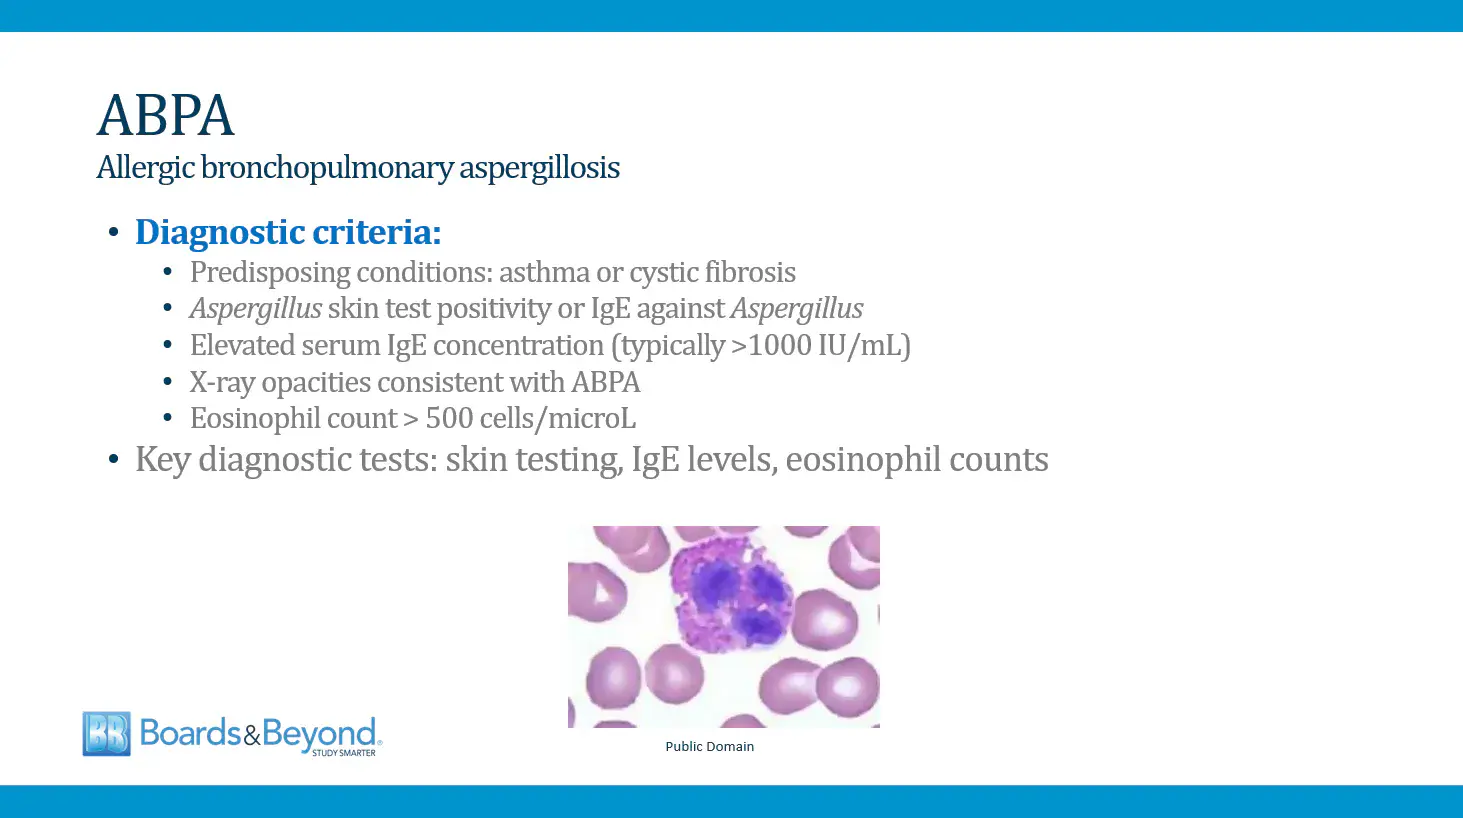 ABPA
Allergic bronchopulmonary aspergillosis
• Diagnostic criteria:
• Predisposing conditions: asthma or cystic fibrosis
• Aspergillus skin test positivity or IgE against Aspergillus
• Elevated serum IgE concentration (typically >1000 IU/mL)
• X-ray opacities consistent with ABPA
• Eosinophil count > 500 cells/microL
• Key diagnostic tests: skin testing, IgE levels, eosinophil counts
BB Boards&Beyond®
STUDY SMARTER
Public Domain